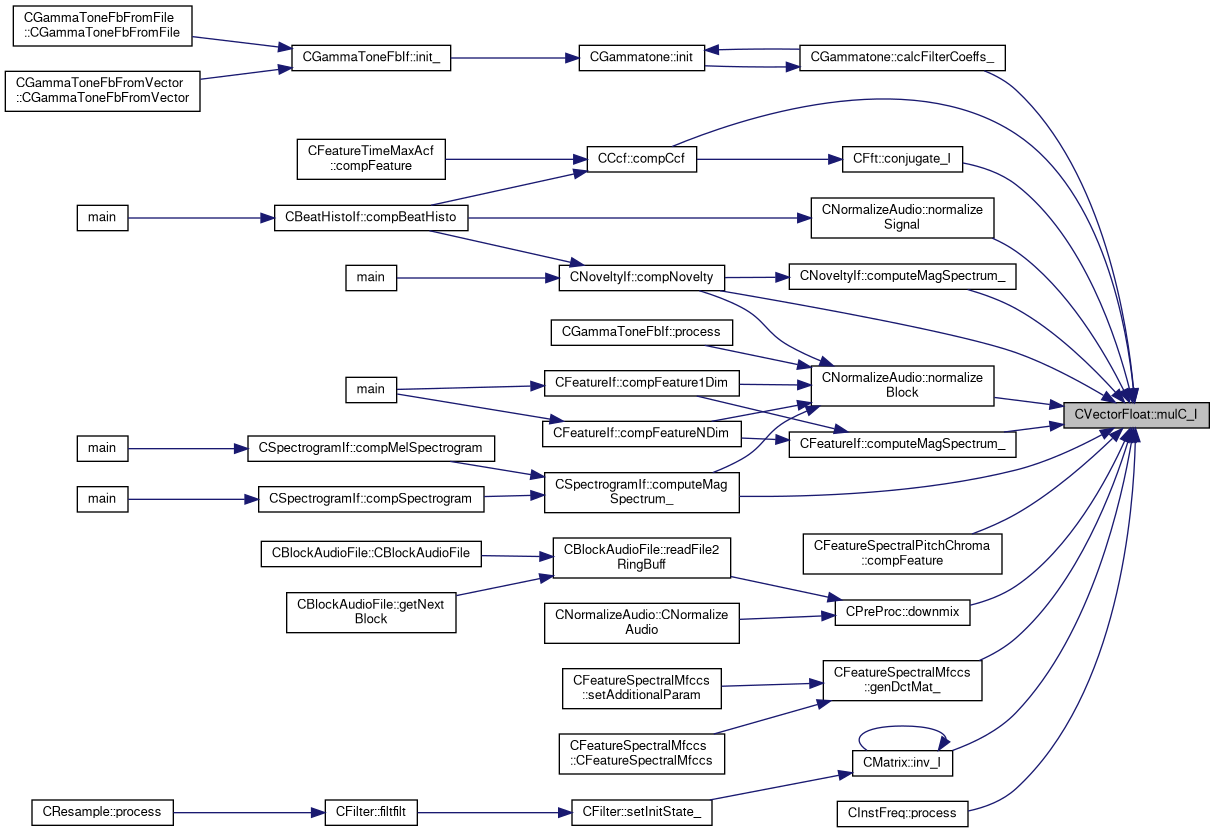 CGammaToneFbFromFile
::CGammaToneFbFromFile
CGammaToneFbIf::init_
CGammatone::init
CGammatone::calcFilterCoeffs_
CGammaToneFbFromVector
::CGammaToneFbFromVector
CFeatureTimeMaxAcf
::compFeature
CCcf::compCcf
CFft::conjugate_I
main
CBeatHistoIf::compBeatHisto
CNormalizeAudio::normalize
Signal
main
CNoveltyIf::compNovelty
CNoveltyIf::computeMagSpectrum_
CGammaToneFbIf::process
main
CFeatureIf::compFeature1Dim
CNormalizeAudio::normalize
Block
CVectorFloat::mulC_I
CFeatureIf::compFeatureNDim
CFeatureIf::computeMagSpectrum_
main
CSpectrogramIf::compMelSpectrogram
main
CSpectrogramIf::compSpectrogram
CSpectrogramIf::computeMag
Spectrum_
CFeatureSpectralPitchChroma
::compFeature
CBlockAudioFile::CBlockAudioFile
CBlockAudioFile::readFile2
RingBuff
CBlockAudioFile::getNext
Block
CNormalizeAudio::CNormalize
Audio
CPreProc::downmix
CFeatureSpectralMfccs
::setAdditionalParam
CFeatureSpectralMfccs
::genDctMat_
CFeatureSpectralMfccs
::CFeatureSpectralMfccs
CMatrix::inv_I
CResample::process
CFilter::filtfilt
CFilter::setInitState_
CInstFreq::process